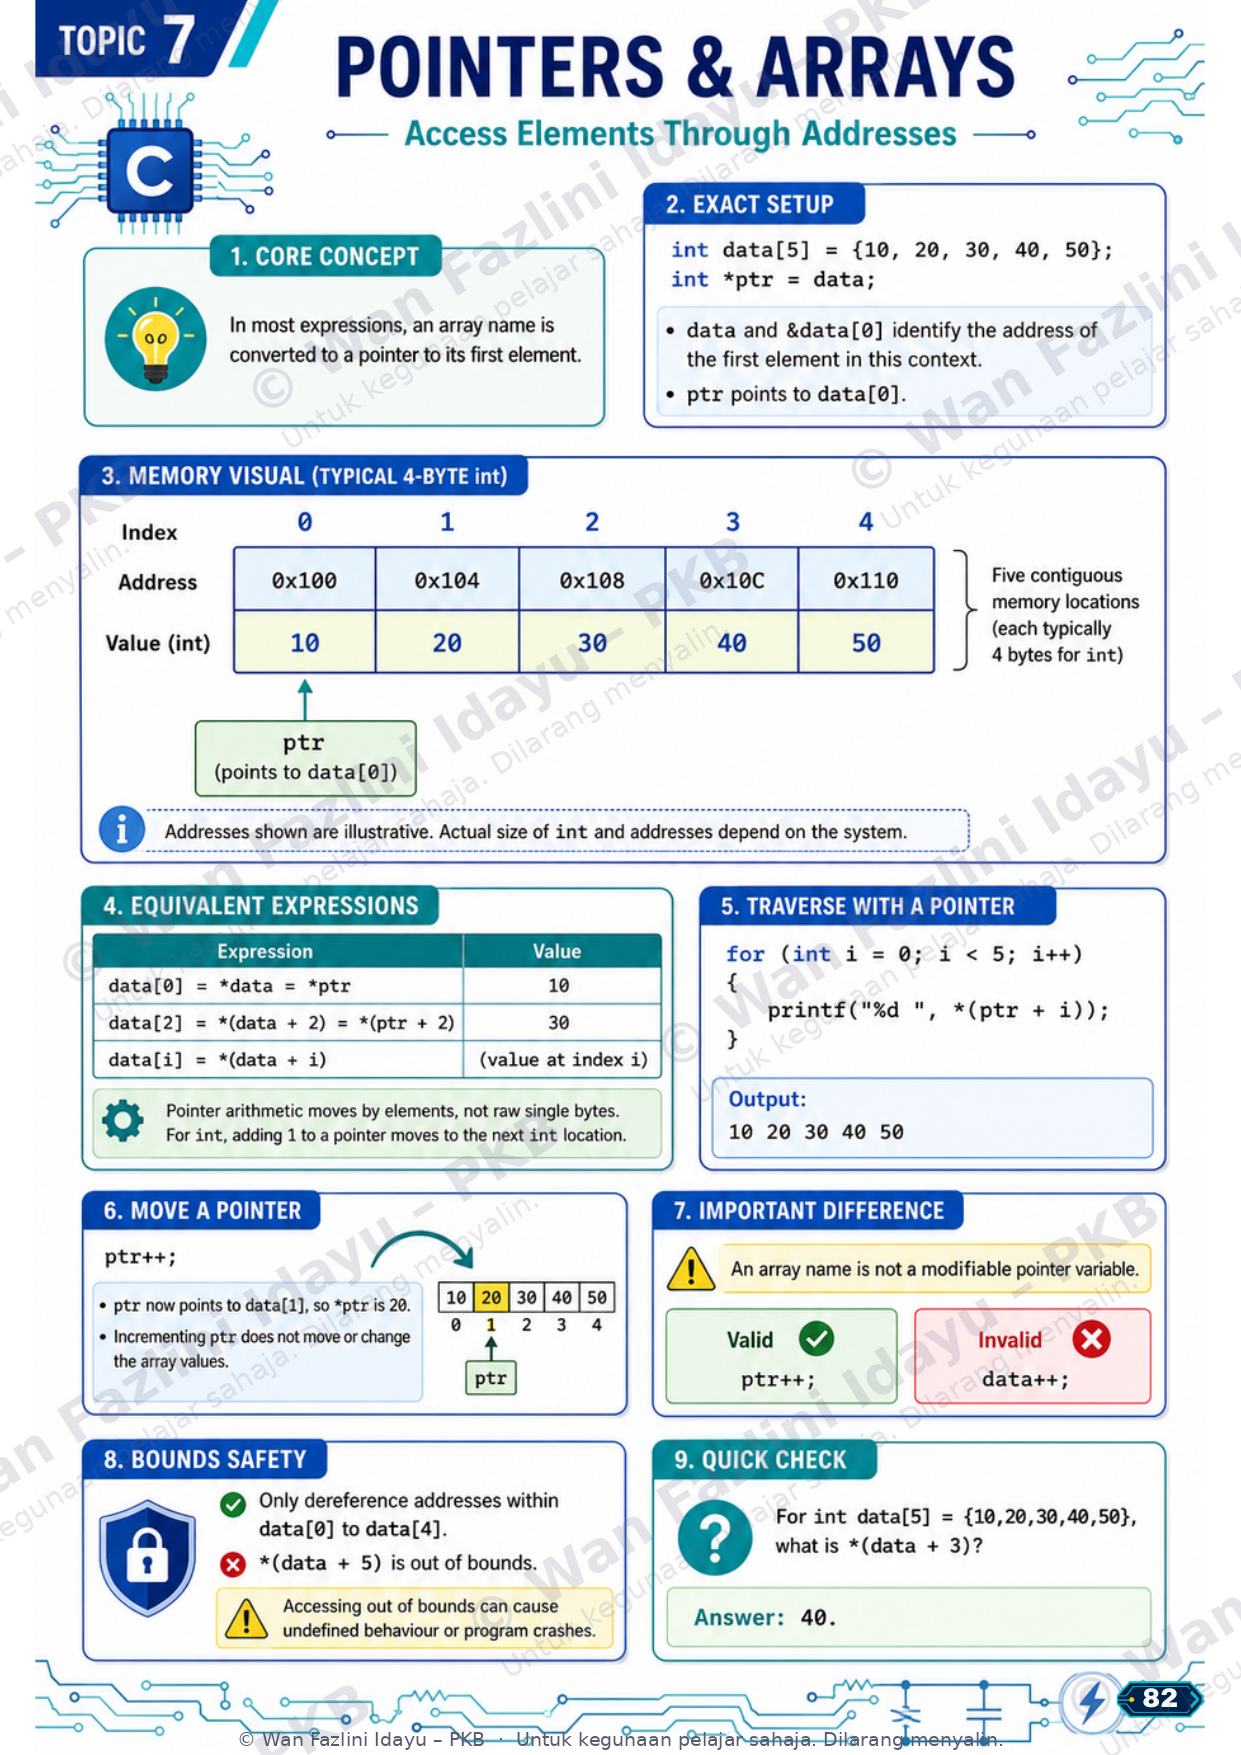 TOPIC 7
POINTERS & ARRAYS
Access Elements Through Addresses
C
1. CORE CONCEPT
In most expressions, an array name is
converted to a pointer to its first element.
2. EXACT SETUP
int data[5] = {10, 20, 30, 40, 50};
int *ptr = data;
• data and &data[0] identify the address of
the first element in this context.
• ptr points to data[0].
3. MEMORY VISUAL (TYPICAL 4-BYTE int)
Index 0 1 2 3 4
Address 0x100 0x104 0x108 0x10C 0x110
Value (int) 10 20 30 40 50
Five contiguous
memory locations
(each typically
4 bytes for int)
ptr
(points to data[0])
i Addresses shown are illustrative. Actual size of int and addresses depend on the system.
4. EQUIVALENT EXPRESSIONS
Expression Value
data[0] = *data = *ptr 10
data[2] = *(data + 2) = *(ptr + 2) 30
data[i] = *(data + i) (value at index i)
Pointer arithmetic moves by elements, not raw single bytes.
For int, adding 1 to a pointer moves to the next int location.
5. TRAVERSE WITH A POINTER
for (int i = 0; i < 5; i++)
{
printf("%d ", *(ptr + i));
}
Output:
10 20 30 40 50
6. MOVE A POINTER
ptr++;
• ptr now points to data[1], so *ptr is 20.
• Incrementing ptr does not move or change
the array values.
10 20 30 40 50
0 1 2 3 4
ptr
7. IMPORTANT DIFFERENCE
! An array name is not a modifiable pointer variable.
Valid
ptr++;
Invalid
data++;
8. BOUNDS SAFETY
Only dereference addresses within
data[0] to data[4].
*(data + 5) is out of bounds.
! Accessing out of bounds can cause
undefined behaviour or program crashes.
9. QUICK CHECK
? For int data[5] = {10,20,30,40,50},
what is *(data + 3)?
Answer: 40.
82
© Wan Fazlini Idayu – PKB · Untuk kegunaan pelajar sahaja. Dilarang menyalin.
© Wan Fazlini Idayu – PKB
Untuk kegunaan pelajar sahaja. Dilarang menyalin.